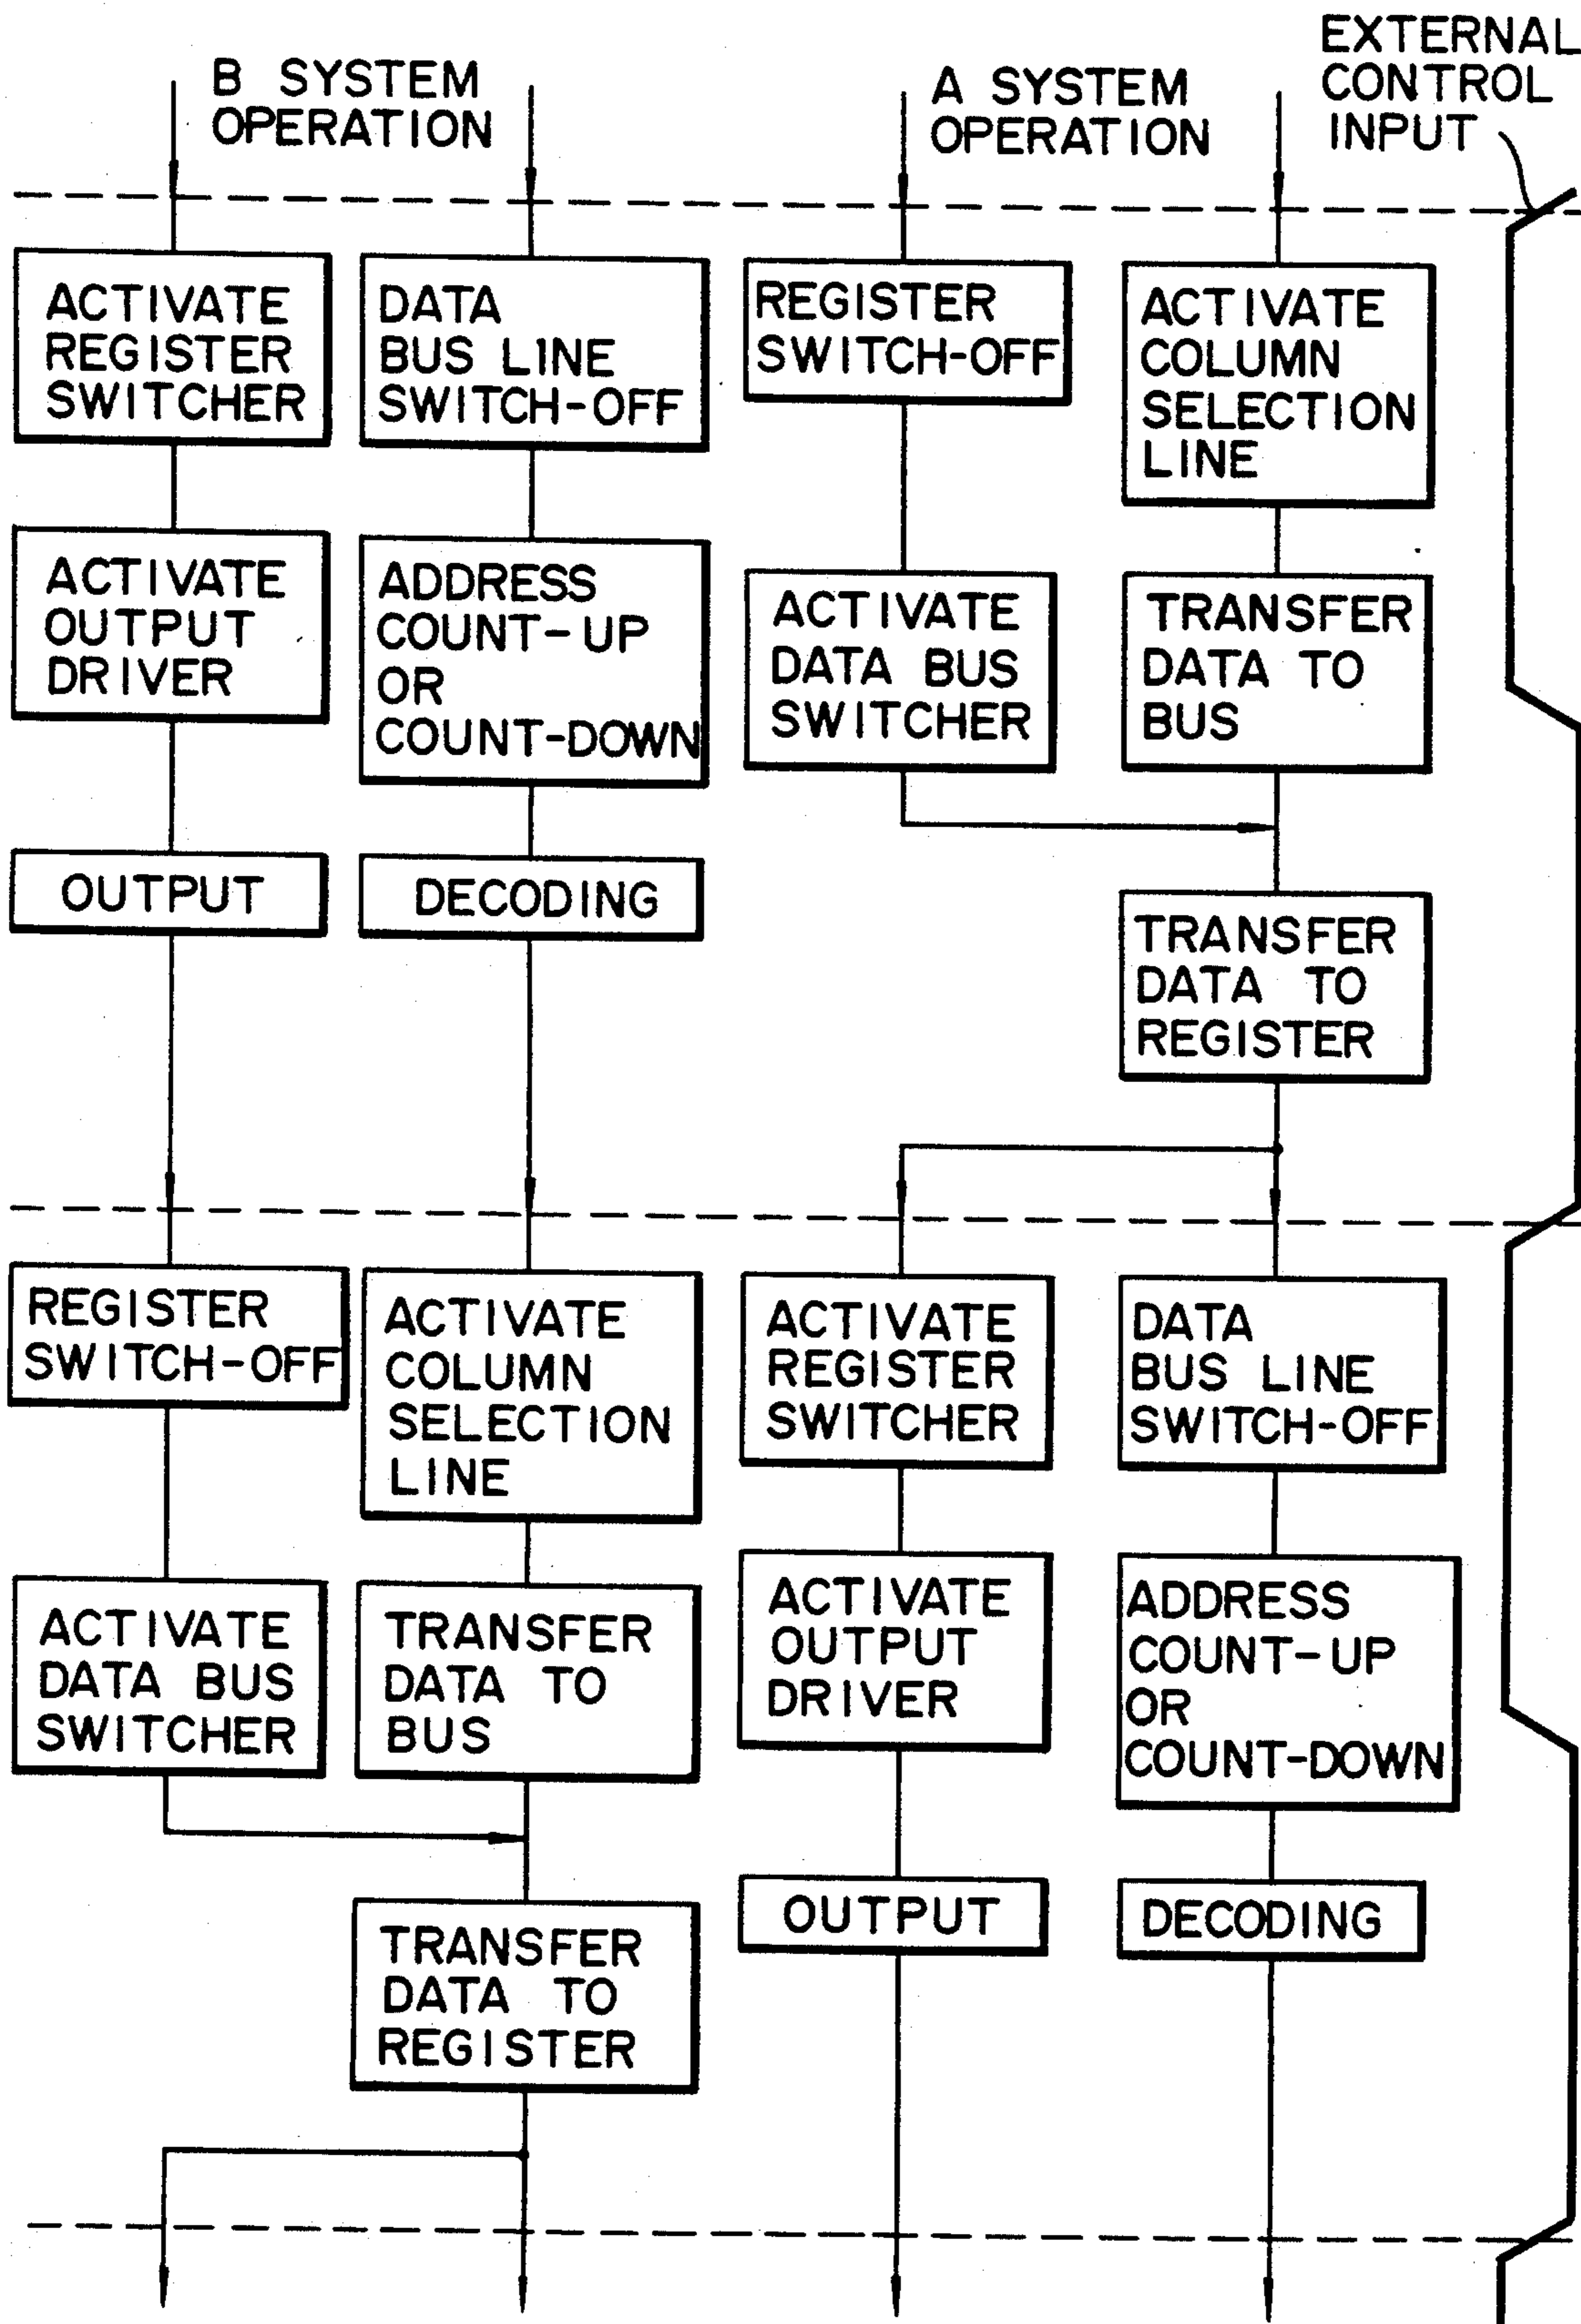 B SYSTEM
OPERATION
A SYSTEM
OPERATION
EXTERNAL
CONTROL
INPUT
ACTIVATE
REGISTER
SWITCHER
DATA
BUS LINE
SWITCH-OFF
REGISTER
SWITCH-OFF
ACTIVATE
COLUMN
SELECTION
LINE
ACTIVATE
OUTPUT
DRIVER
ADDRESS
COUNT-UP
OR
COUNT-DOWN
ACTIVATE
DATA BUS
SWITCHER
TRANSFER
DATA TO
BUS
OUTPUT
DECODING
TRANSFER
DATA TO
REGISTER
REGISTER
SWITCH-OFF
ACTIVATE
COLUMN
SELECTION
LINE
ACTIVATE
REGISTER
SWITCHER
DATA
BUS LINE
SWITCH-OFF
ACTIVATE
DATA BUS
SWITCHER
TRANSFER
DATA TO
BUS
ACTIVATE
OUTPUT
DRIVER
ADDRESS
COUNT-UP
OR
COUNT-DOWN
TRANSFER
DATA TO
REGISTER
OUTPUT
DECODING